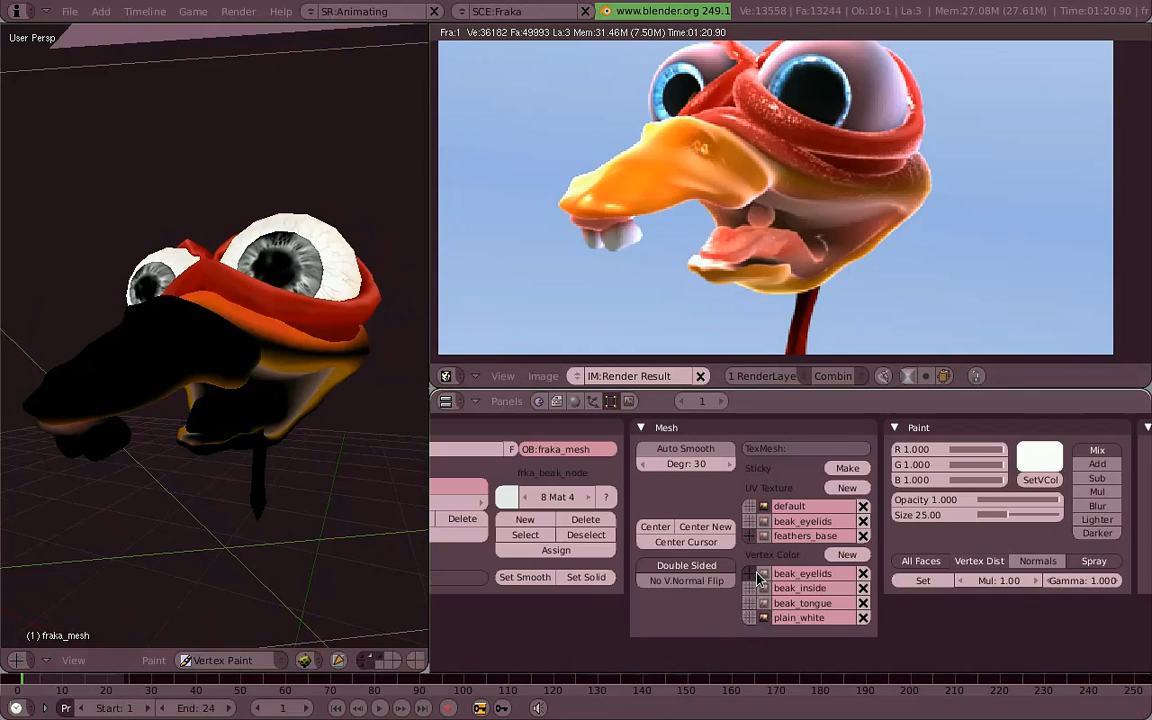 File Add Timeline Game Render Help SR:Animating SCE:Fraka www.blender.org 249.1 Ve:13558 | Fa:13244 | Ob:10-1 | La:3 | Mem:27.08M (27.61M) | Time:01:20.90 | fr
User Persp
Fra:1 Ve:36182 Fa:49993 La:3 Mem:31.46M (7.50M) Time:01:20.90
View Image IM:Render Result 1 RenderLaye Combin
Panels 1
Mesh
Paint
F OB:fraka_mesh
frka_beak_node
8 Mat 4 ?
Delete
New Delete
Select Deselect
Assign
Set Smooth Set Solid
Auto Smooth
Degr: 30
Center Center New
Center Cursor
Double Sided
No V.Normal Flip
TexMesh:
Sticky Make
UV Texture New
default
beak_eyelids
feathers_base
Vertex Color New
beak_eyelids
beak_inside
beak_tongue
plain_white
R 1.000
G 1.000
B 1.000 SetVCol
Opacity 1.000
Size 25.00
Mix
Add
Sub
Mul
Blur
Lighter
Darker
All Faces Vertex Dist Normals Spray
Set Mul: 1.00 Gamma: 1.000
(1) fraka_mesh
View Paint Vertex Paint
0 10 20 30 40 50 60 70 80 90 100 110 120 130 140 150 160 170 180 190 200 210 220 230 240 250
Pr Start: 1 End: 24 1